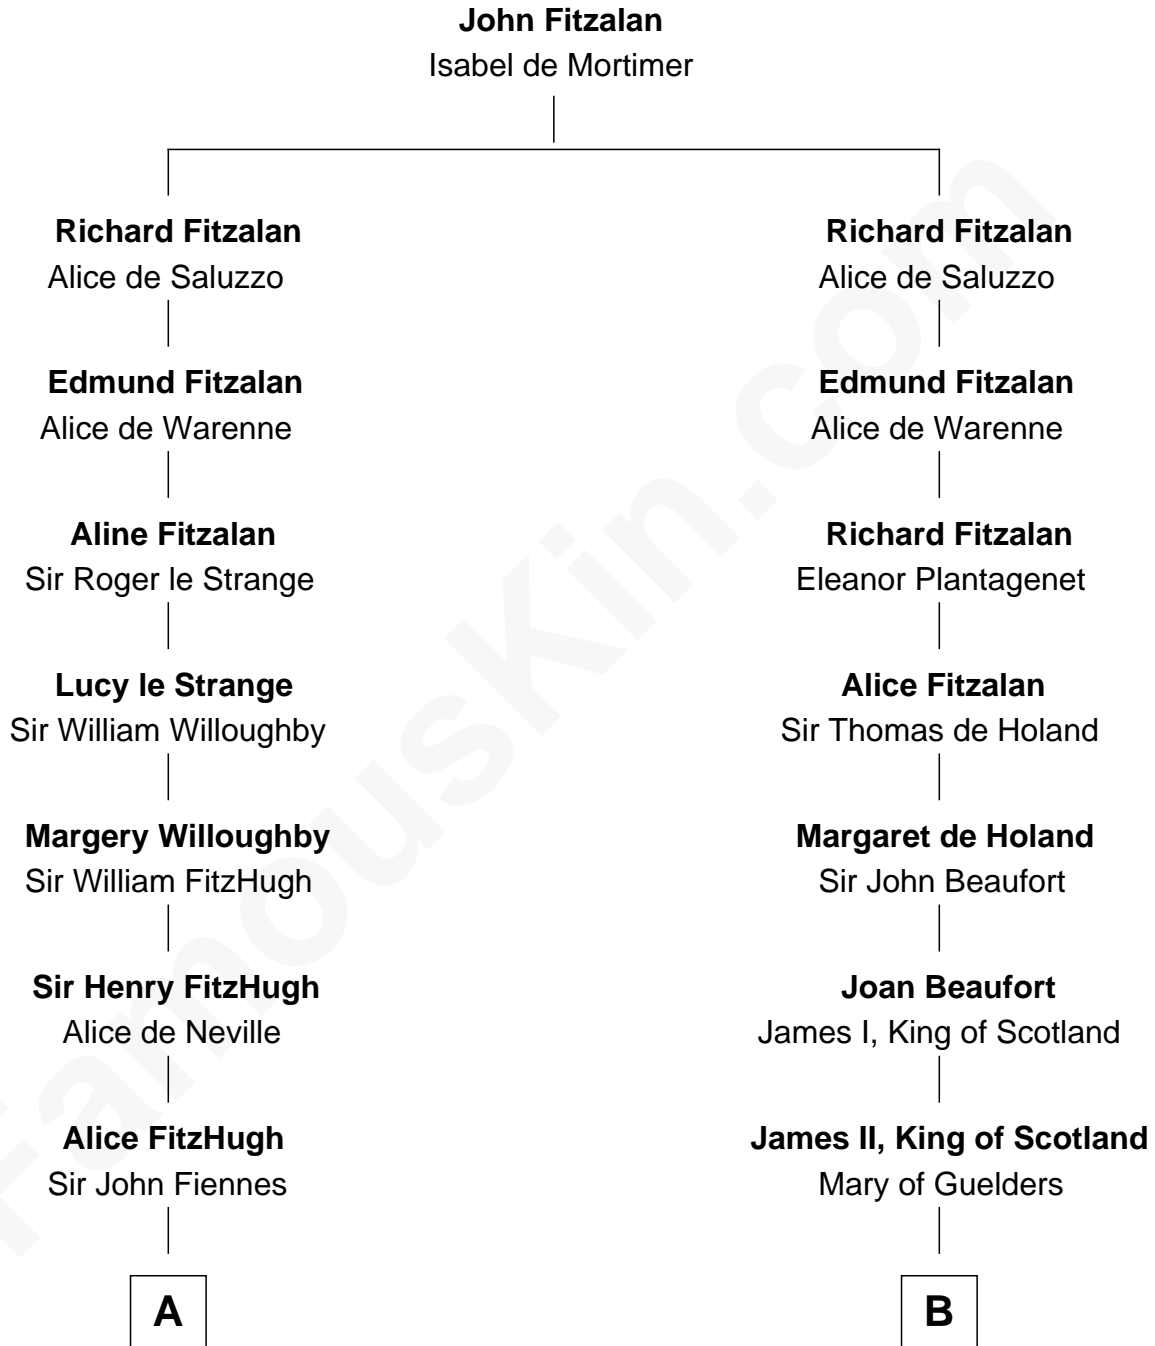 John Fitzalan
Isabel de Mortimer
Richard Fitzalan
Alice de Saluzzo
Edmund Fitzalan
Alice de Warenne
Aline Fitzalan
Sir Roger le Strange
Lucy le Strange
Sir William Willoughby
Margery Willoughby
Sir William FitzHugh
Sir Henry FitzHugh
Alice de Neville
Alice FitzHugh
Sir John Fiennes
A
Richard Fitzalan
Alice de Saluzzo
Edmund Fitzalan
Alice de Warenne
Richard Fitzalan
Eleanor Plantagenet
Alice Fitzalan
Sir Thomas de Holand
Margaret de Holand
Sir John Beaufort
Joan Beaufort
James I, King of Scotland
James II, King of Scotland
Mary of Guelders
B
FamousKin.com